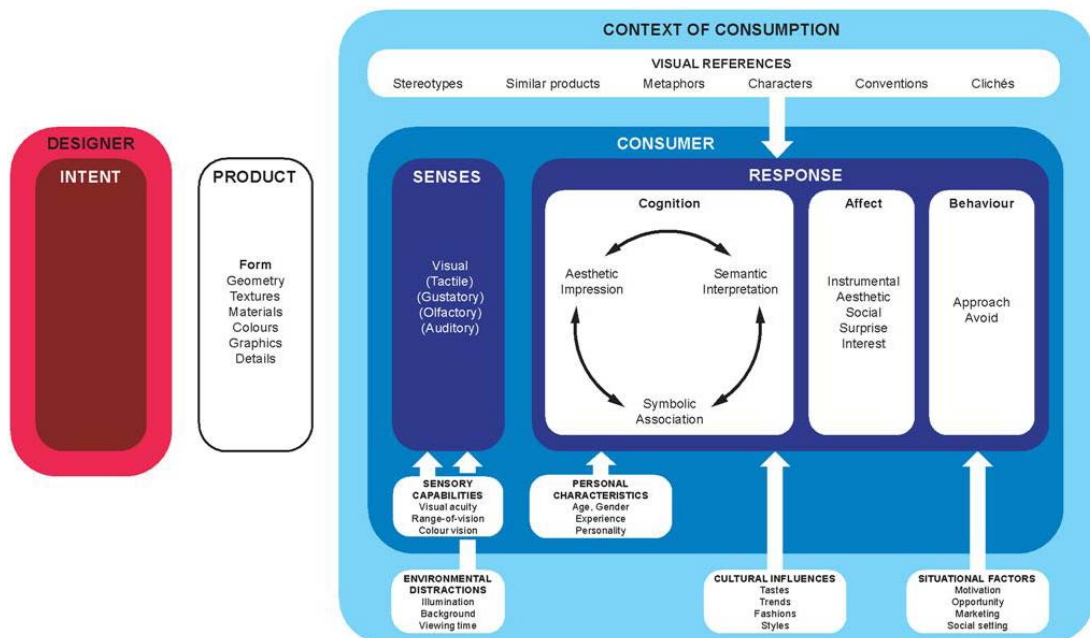 CONTEXT OF CONSUMPTION
VISUAL REFERENCES
Stereotypes Similar products Metaphors Characters Conventions Clichés
DESIGNER
INTENT
PRODUCT
Form
Geometry
Textures
Materials
Colours
Graphics
Details
CONSUMER
SENSES
Visual
(Tactile)
(Gustatory)
(Olfactory)
(Auditory)
RESPONSE
Cognition
Aesthetic
Impression
Semantic
Interpretation
Symbolic
Association
Affect
Instrumental
Aesthetic
Social
Surprise
Interest
Behaviour
Approach
Avoid
SENSORY
CAPABILITIES
Visual acuity
Range-of-vision
Colour vision
PERSONAL
CHARACTERISTICS
Age, Gender
Experience
Personality
ENVIRONMENTAL
DISTRACTIONS
Illumination
Background
Viewing time
CULTURAL INFLUENCES
Tastes
Trends
Fashions
Styles
SITUATIONAL FACTORS
Motivation
Opportunity
Marketing
Social setting